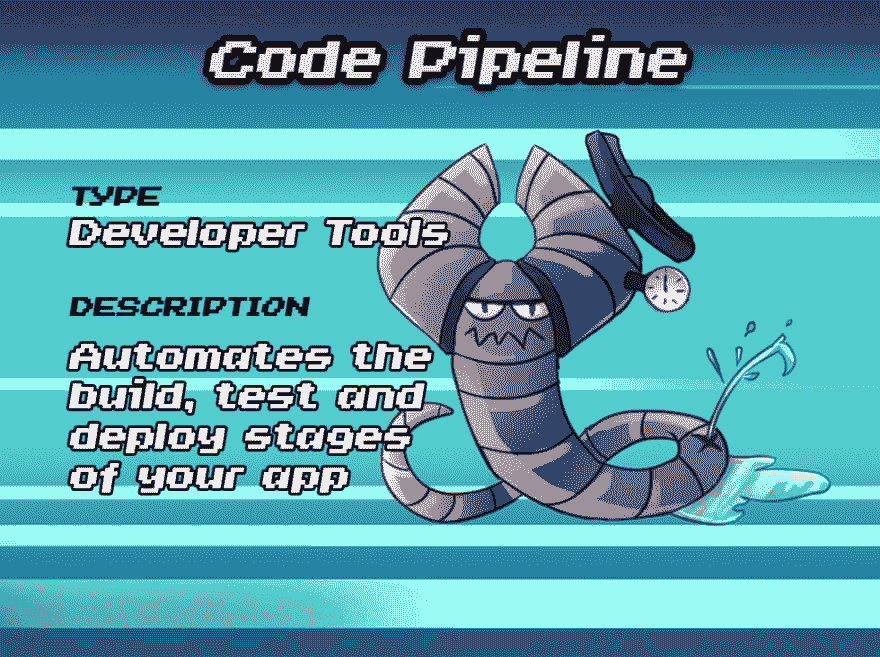 Code Pipeline
TYPE
Developer Tools
DESCRIPTION
Automates the
build, test and
deploy stages
of your app